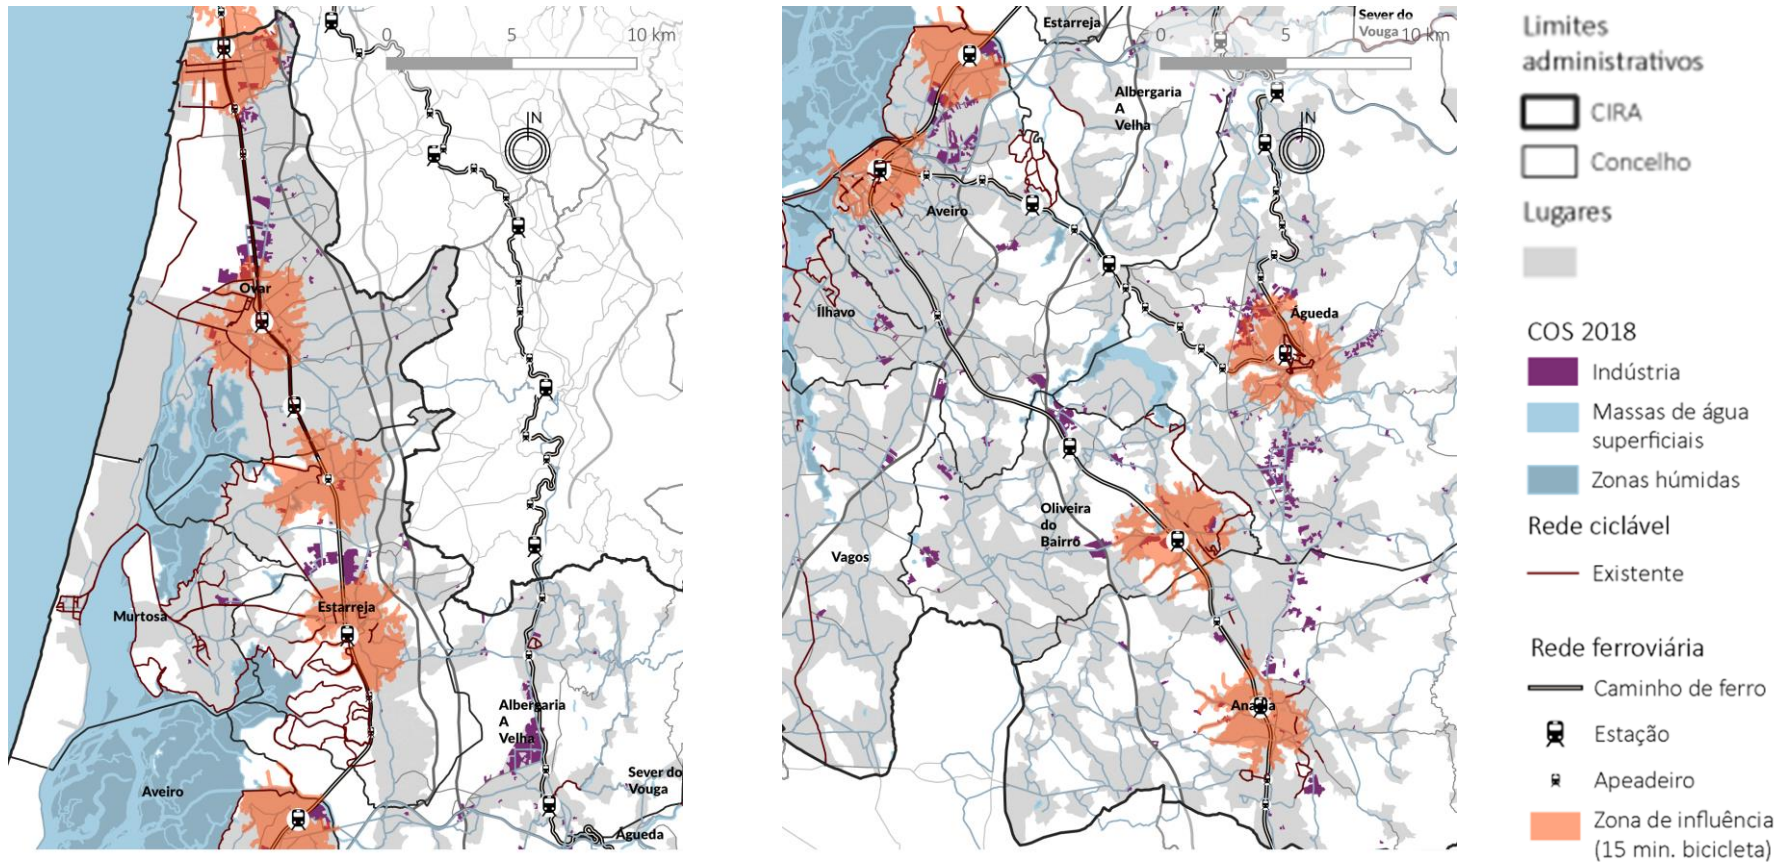 0 5 10 km
N
Ovar
Murtosa
Estarreja
Albergaria
A
Velha
Aveiro
Sever do
Vouga
Águeda
Estarreja
Sever do
Vouga
0 5 10 km
Albergaria
A
Velha
N
Aveiro
Ílhavo
Águeda
Oliveira
do
Bairro
Vagos
Anadia
Limites
administrativos
CIRA
Concelho
Lugares
COS 2018
Indústria
Massas de água
superficiais
Zonas húmidas
Rede ciclável
Existente
Rede ferroviária
Caminho de ferro
Estação
Apeadeiro
Zona de influência
(15 min. bicicleta)